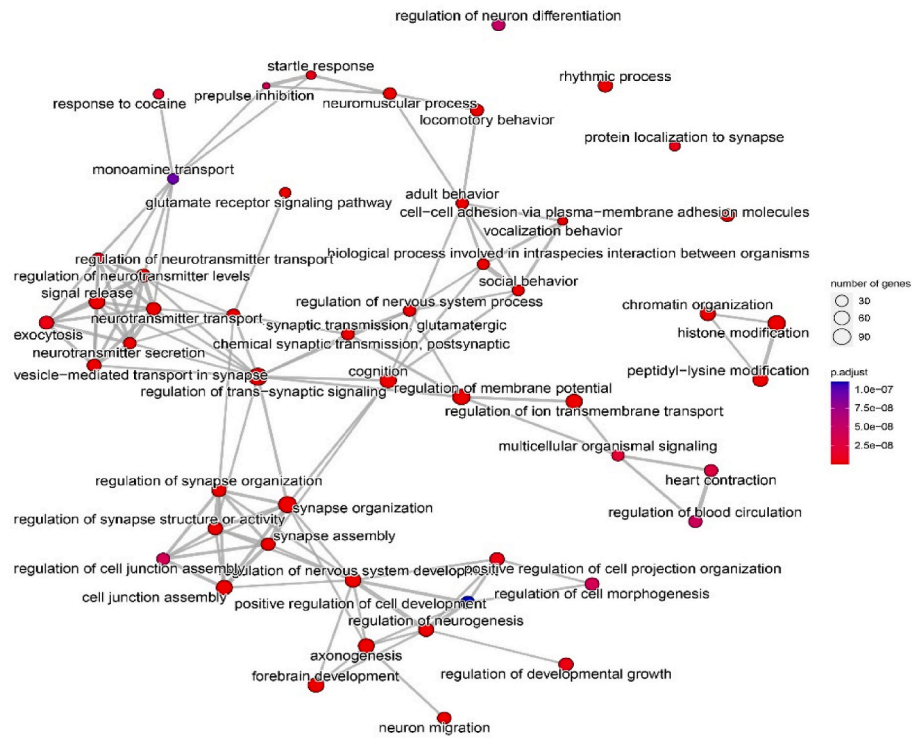 regulation of neuron differentiation
startle response
rhythmic process
response to cocaine
prepulse inhibition
neuromuscular process
locomotory behavior
protein localization to synapse
monoamine transport
glutamate receptor signaling pathway
adult behavior
cell-cell adhesion via plasma-membrane adhesion molecules
vocalization behavior
regulation of neurotransmitter transport
biological process involved in intraspecies interaction between organisms
regulation of neurotransmitter levels
social behavior
signal release
regulation of nervous system process
neurotransmitter transport
synaptic transmission, glutamatergic
exocytosis
chemical synaptic transmission, postsynaptic
neurotransmitter secretion
vesicle-mediated transport in synapse
cognition
regulation of trans-synaptic signaling
regulation of membrane potential
regulation of ion transmembrane transport
chromatin organization
histone modification
peptidyl-lysine modification
number of genes
30
60
90
p.adjust
1.0e-07
7.5e-08
5.0e-08
2.5e-08
multicellular organismal signaling
heart contraction
regulation of blood circulation
regulation of synapse organization
synapse organization
regulation of synapse structure or activity
synapse assembly
regulation of cell junction assembly
regulation of nervous system development
positive regulation of cell projection organization
cell junction assembly
positive regulation of cell development
regulation of cell morphogenesis
regulation of neurogenesis
axonogenesis
forebrain development
regulation of developmental growth
neuron migration